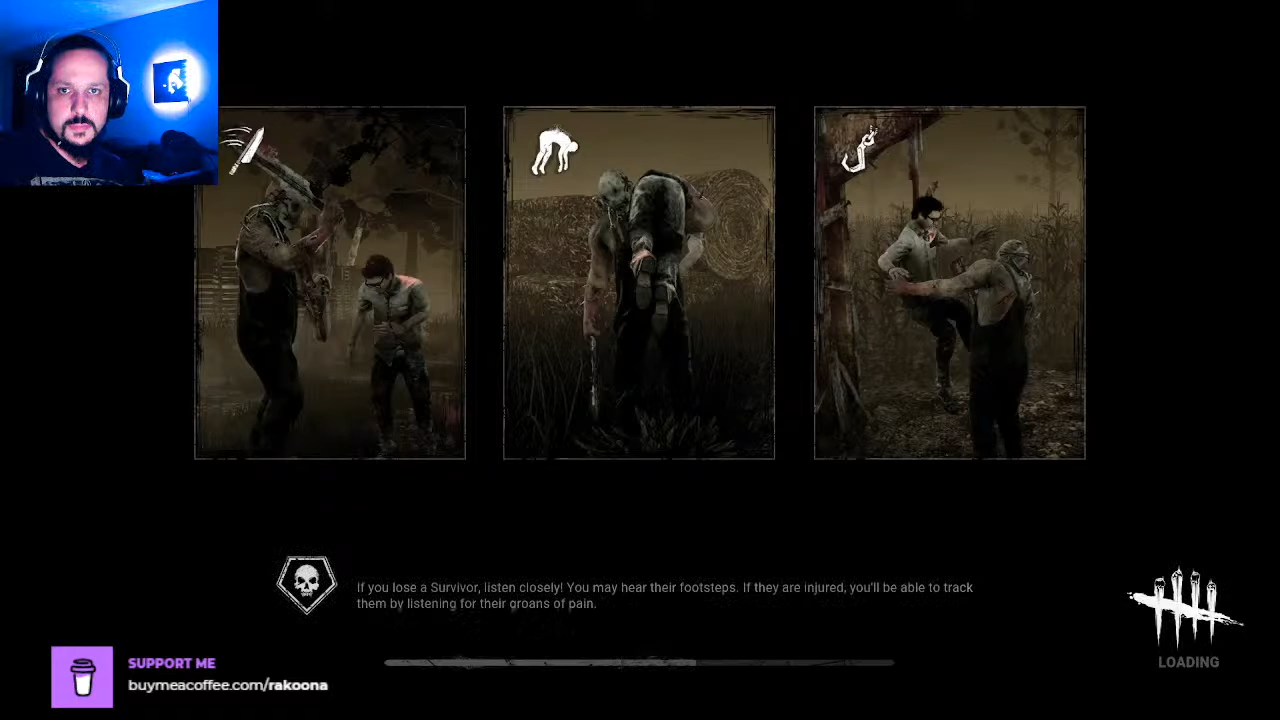 If you lose a Survivor, listen closely! You may hear their footsteps. If they are injured, you'll be able to track
them by listening for their groans of pain.
LOADING
SUPPORT ME
buymeacoffee.com/rakoona